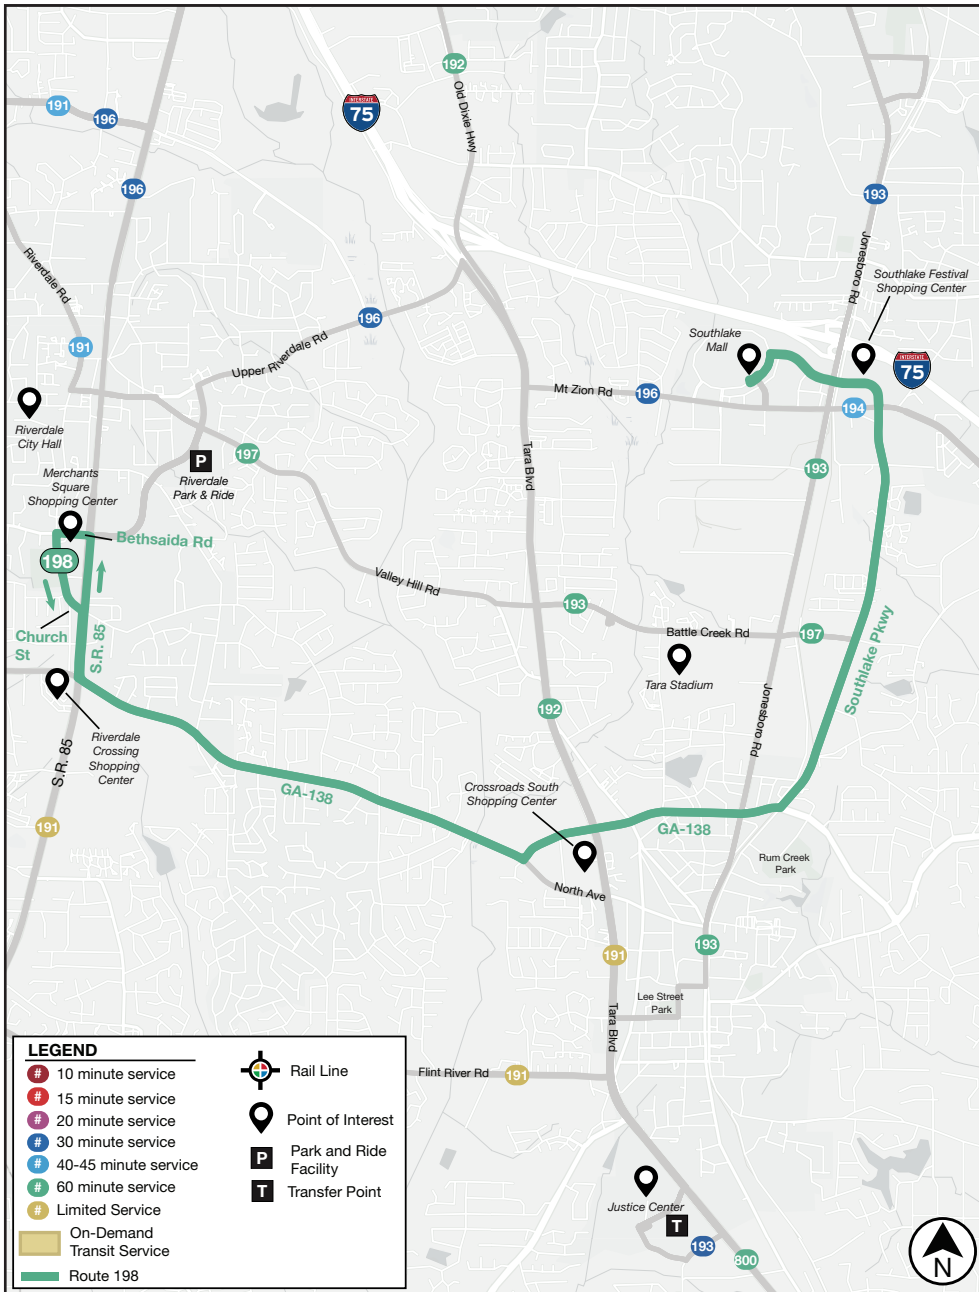 192
INTERSTATE
75
Old Dixie Hwy
191
196
196
193
Jonesboro Rd
Riverdale Rd
Southlake Festival
Shopping Center
196
191
Southlake
Mall
INTERSTATE
75
Upper Riverdale Rd
Mt Zion Rd
196
194
Riverdale
City Hall
Tara Blvd
197
P
Riverdale
Park & Ride
193
Merchants
Square
Shopping Center
Bethsaida Rd
198
Valley Hill Rd
193
Battle Creek Rd
197
Church
St
S.R. 85
Southlake Pkwy
Tara Stadium
Jonesboro Rd
192
Riverdale
Crossing
Shopping
Center
S.R. 85
GA-138
Crossroads South
Shopping Center
GA-138
191
Rum Creek
Park
North Ave
193
191
Lee Street
Park
Tara Blvd
Flint River Rd
191
Justice Center
T
193
800
N
LEGEND
# 10 minute service
# 15 minute service
# 20 minute service
# 30 minute service
# 40-45 minute service
# 60 minute service
# Limited Service
On-Demand
Transit Service
Route 198
Rail Line
Point of Interest
P Park and Ride
Facility
T Transfer Point